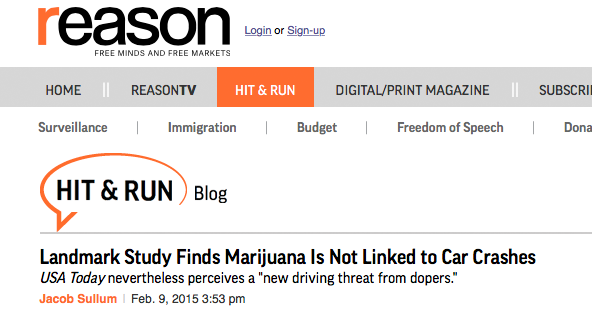 reason
Login or Sign-up
FREE MINDS AND FREE MARKETS
HOME || REASONTV HIT & RUN DIGITAL/PRINT MAGAZINE || SUBSCRI
Surveillance | Immigration | Budget | Freedom of Speech | Dona
HIT & RUN Blog
Landmark Study Finds Marijuana Is Not Linked to Car Crashes
USA Today nevertheless perceives a "new driving threat from dopers."
Jacob Sullum | Feb. 9, 2015 3:53 pm